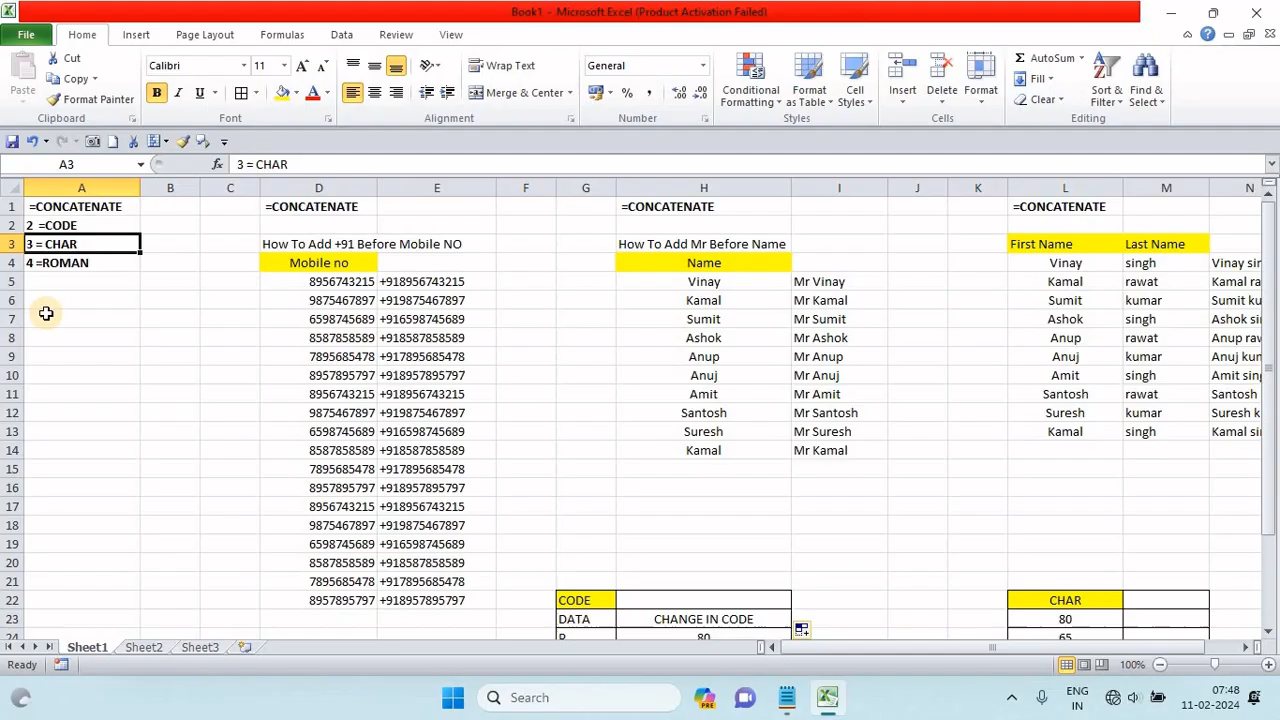 Book1 - Microsoft Excel (Product Activation Failed)
File Home Insert Page Layout Formulas Data Review View
Cut
Copy
Format Painter
Paste
Clipboard
Calibri 11
B I U
Font
Wrap Text
Merge & Center
Alignment
General
Number
Conditional Formatting
Format as Table
Cell Styles
Styles
Insert Delete Format
Cells
AutoSum
Fill
Clear
Sort & Filter
Find & Select
Editing
A3 fx 3 = CHAR
A B C D E F G H I J K L M N
1 =CONCATENATE =CONCATENATE =CONCATENATE =CONCATENATE
2 2 =CODE
3 3 = CHAR How To Add +91 Before Mobile NO How To Add Mr Before Name First Name Last Name
4 4 =ROMAN Mobile no Name Vinay singh Vinay sin
5 8956743215 +918956743215 Vinay Mr Vinay Kamal rawat Kamal ra
6 9875467897 +919875467897 Kamal Mr Kamal Sumit kumar Sumit ku
7 6598745689 +916598745689 Sumit Mr Sumit Ashok singh Ashok sin
8 8587858589 +918587858589 Ashok Mr Ashok Anup rawat Anup raw
9 7895685478 +917895685478 Anup Mr Anup Anuj kumar Anuj kum
10 8957895797 +918957895797 Anuj Mr Anuj Amit singh Amit sing
11 8956743215 +918956743215 Amit Mr Amit Santosh rawat Santosh
12 9875467897 +919875467897 Santosh Mr Santosh Suresh kumar Suresh k
13 6598745689 +916598745689 Suresh Mr Suresh Kamal singh Kamal sin
14 8587858589 +918587858589 Kamal Mr Kamal
15 7895685478 +917895685478
16 8957895797 +918957895797
17 8956743215 +918956743215
18 9875467897 +919875467897
19 6598745689 +916598745689
20 8587858589 +918587858589
21 7895685478 +917895685478
22 8957895797 +918957895797 CODE CHAR
23 DATA CHANGE IN CODE 80
24 P 80 65
Sheet1 Sheet2 Sheet3
Ready 100%
Search
PRE
ENG
IN
07:48
11-02-2024